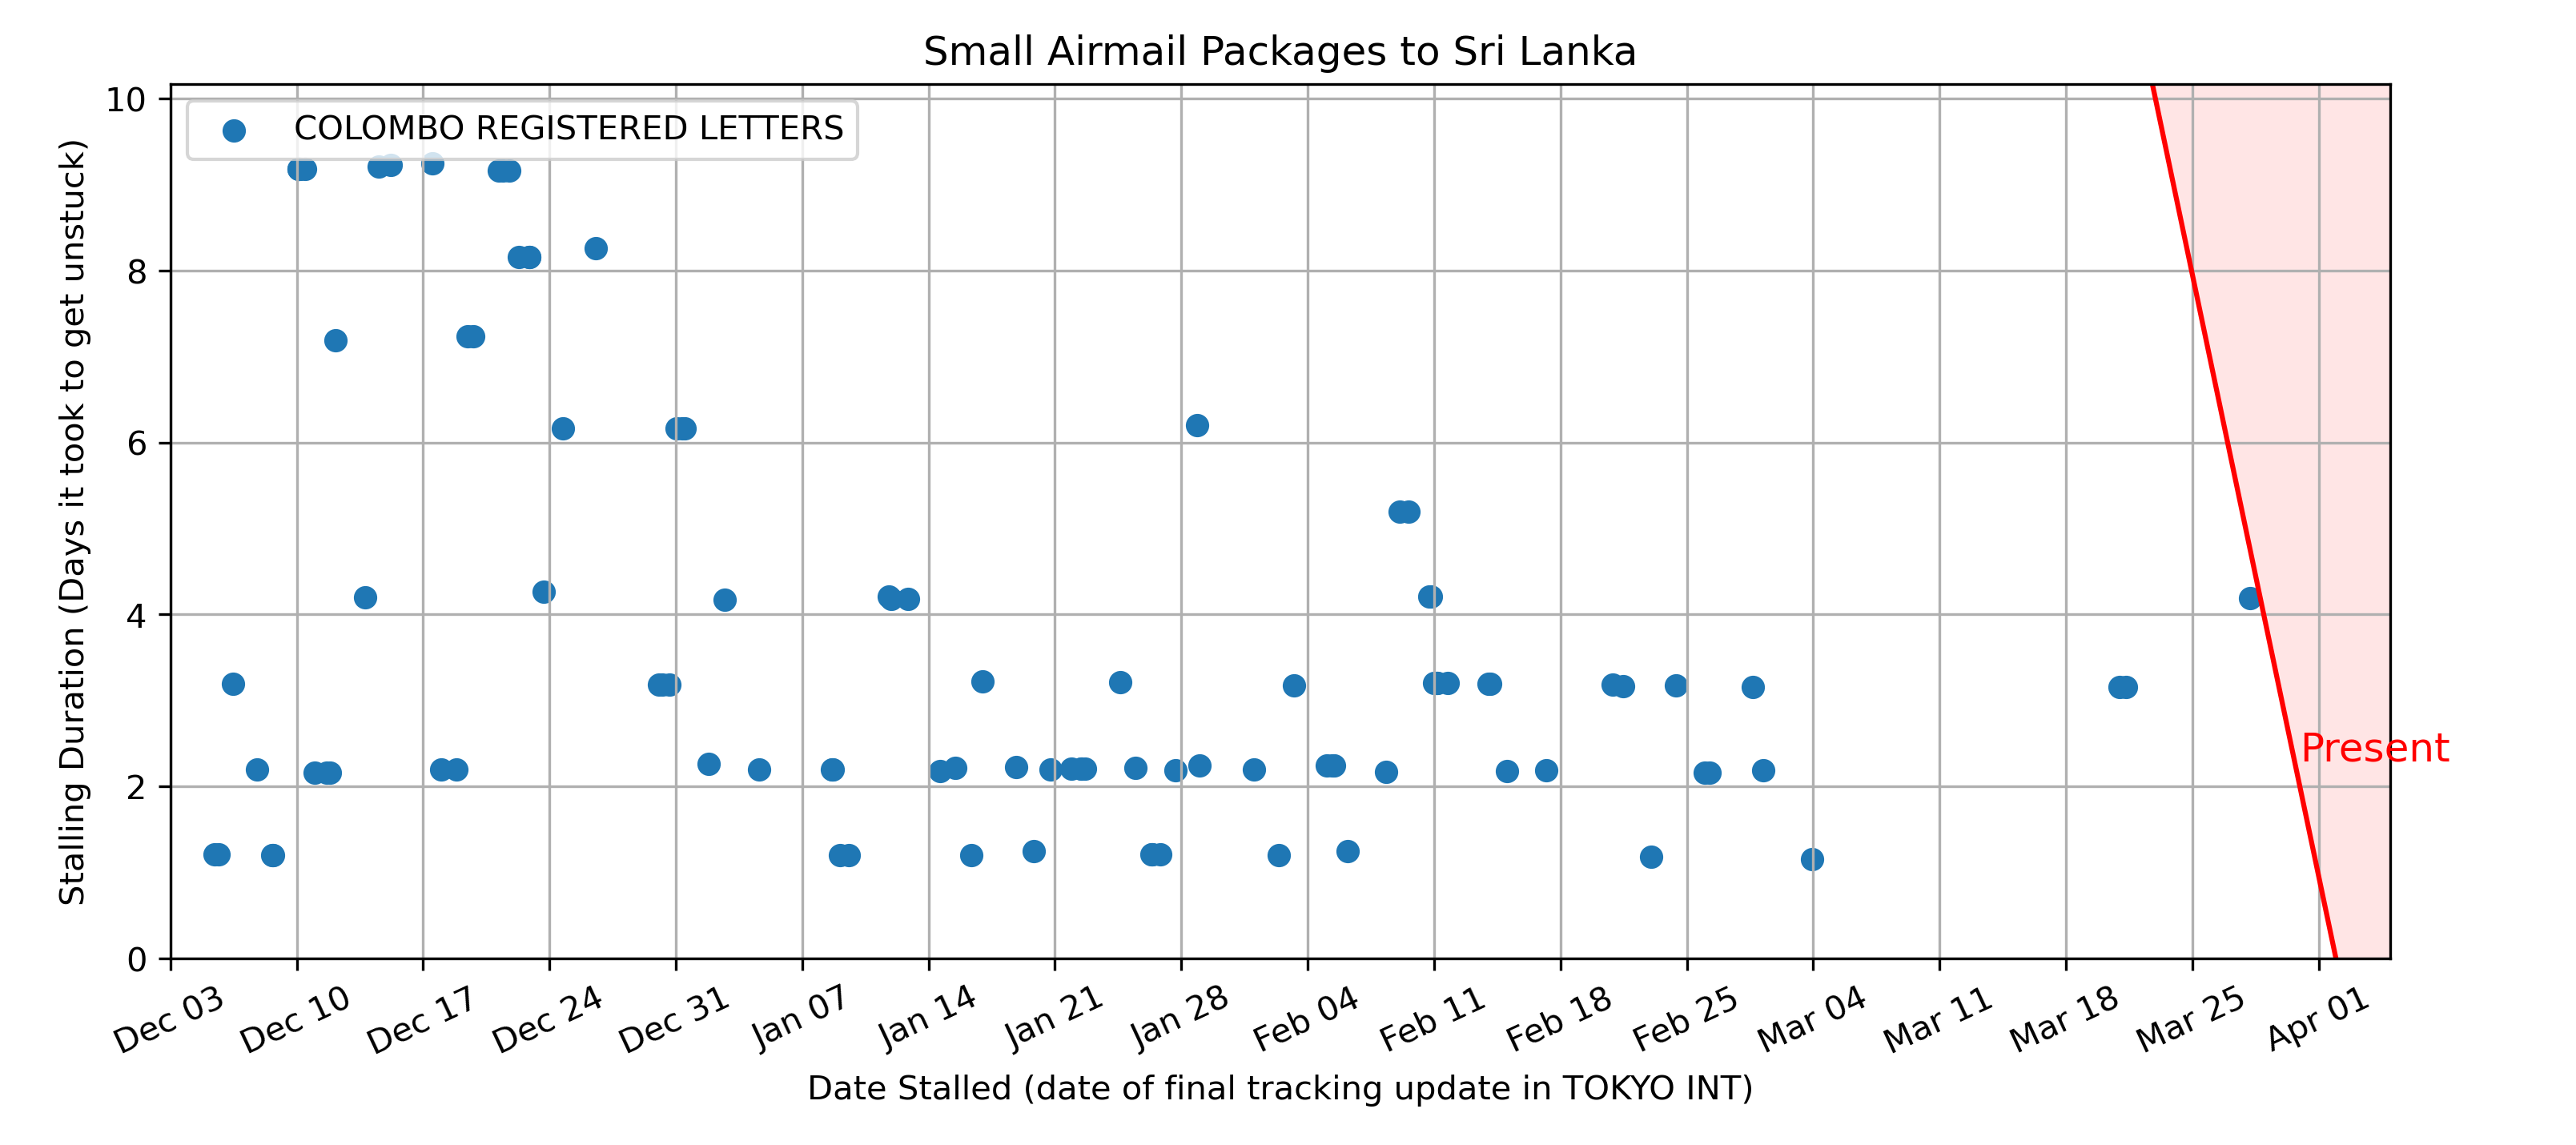 Small Airmail Packages to Sri Lanka
COLOMBO REGISTERED LETTERS
Stalling Duration (Days it took to get unstuck)
10
8
6
4
2
0
Present
Dec 03 Dec 10 Dec 17 Dec 24 Dec 31 Jan 07 Jan 14 Jan 21 Jan 28 Feb 04 Feb 11 Feb 18 Feb 25 Mar 04 Mar 11 Mar 18 Mar 25 Apr 01
Date Stalled (date of final tracking update in TOKYO INT)